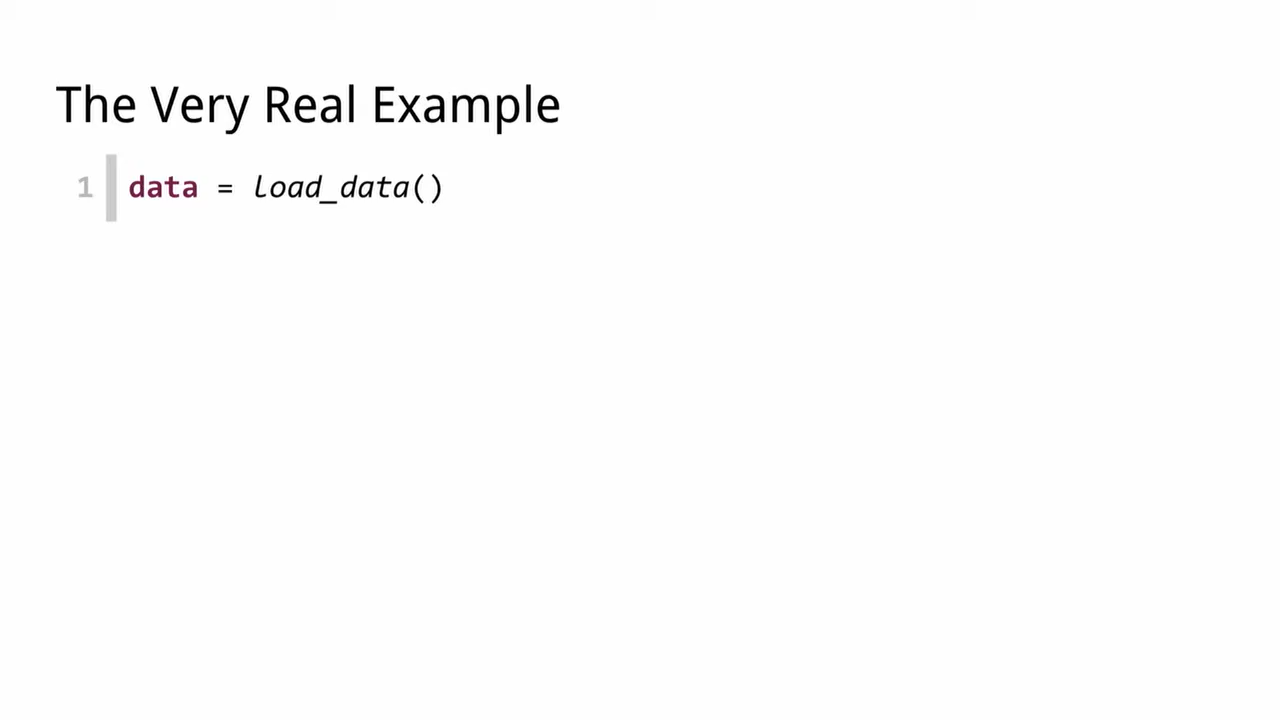 The Very Real Example
1 data = load_data()